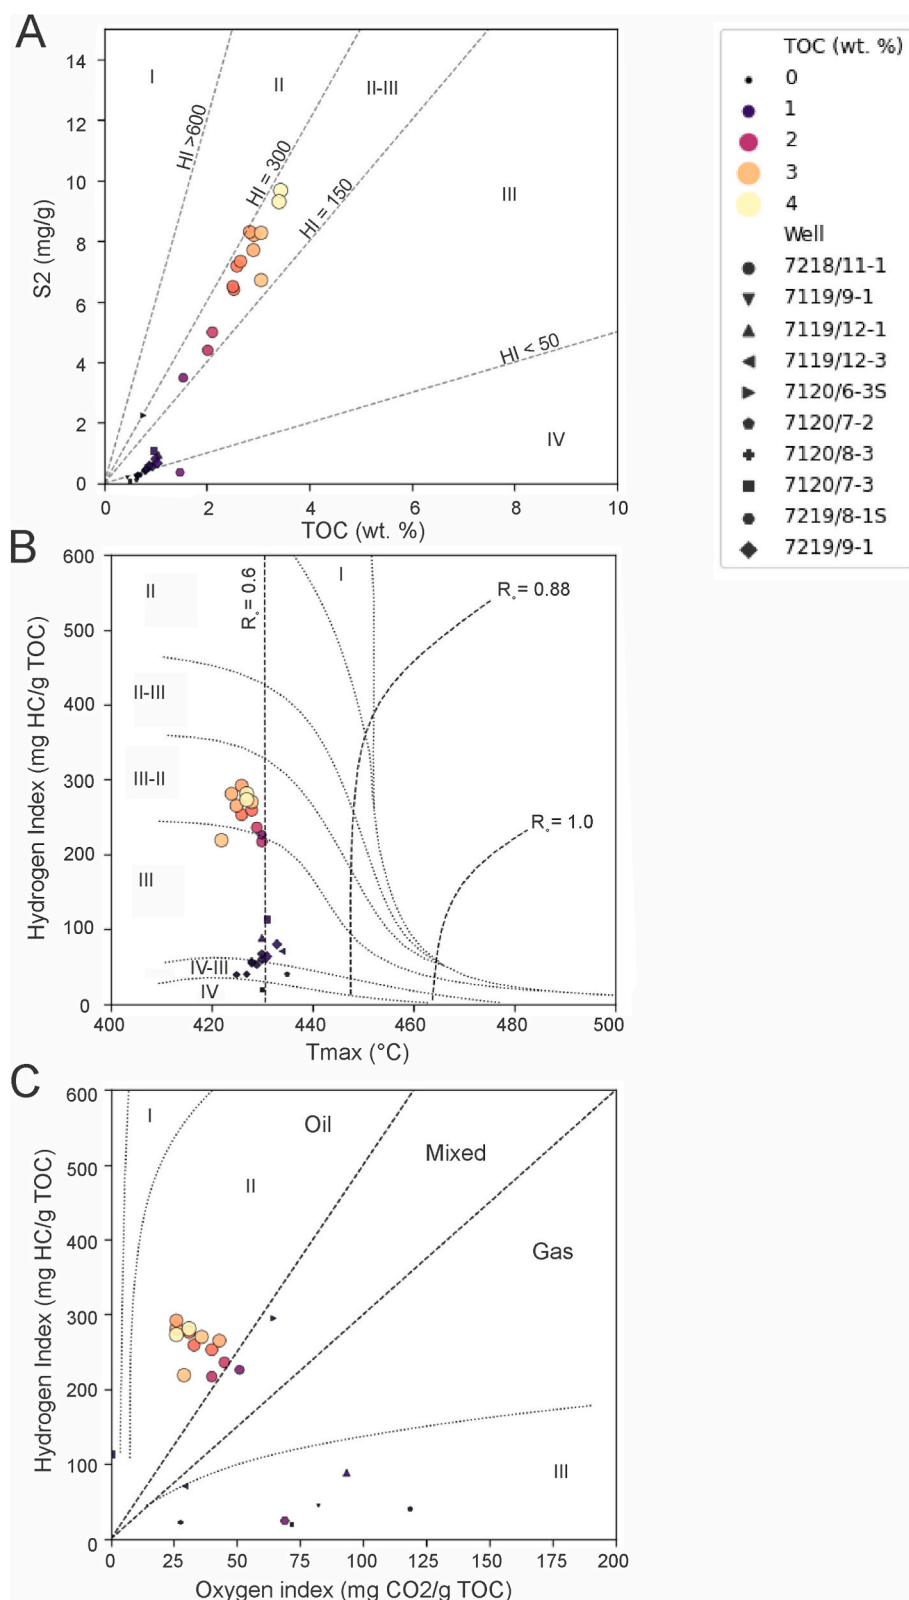 A
S2 (mg/g)
14
12
10
8
6
4
2
0
I
II
II-III
III
IV
HI >600
HI = 300
HI = 150
HI < 50
0
2
4
6
8
10
TOC (wt. %)
TOC (wt. %)
0
1
2
3
4
Well
7218/11-1
7119/9-1
7119/12-1
7119/12-3
7120/6-3S
7120/7-2
7120/8-3
7120/7-3
7219/8-1S
7219/9-1
B
Hydrogen Index (mg HC/g TOC)
600
500
400
300
200
100
0
II
I
II-III
III-II
III
IV-III
IV
R。= 0.6
R。= 0.88
R。= 1.0
400
420
440
460
480
500
Tmax (°C)
C
Hydrogen Index (mg HC/g TOC)
600
500
400
300
200
100
0
I
Oil
II
Mixed
Gas
III
0
25
50
75
100
125
150
175
200
Oxygen index (mg CO2/g TOC)